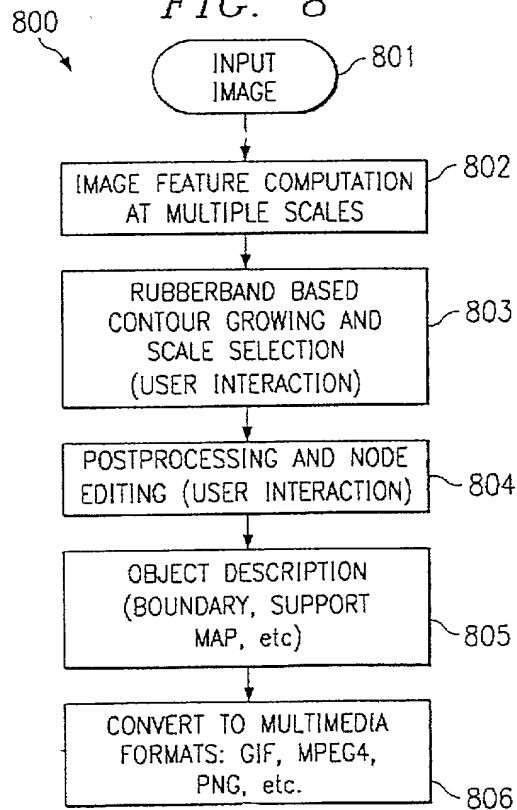 FIG. 8
800
INPUT
IMAGE
801
IMAGE FEATURE COMPUTATION
AT MULTIPLE SCALES
802
RUBBERBAND BASED
CONTOUR GROWING AND
SCALE SELECTION
(USER INTERACTION)
803
POSTPROCESSING AND NODE
EDITING (USER INTERACTION)
804
OBJECT DESCRIPTION
(BOUNDARY, SUPPORT
MAP, etc)
805
CONVERT TO MULTIMEDIA
FORMATS: GIF, MPEG4,
PNG, etc.
806